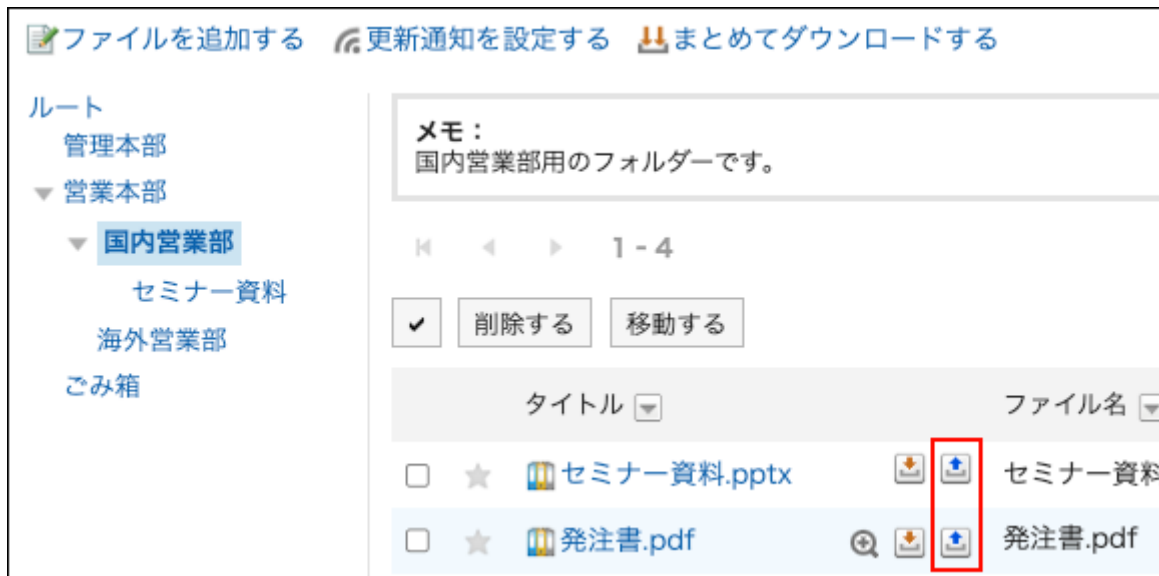 ファイルを追加する 更新通知を設定する まとめてダウンロードする
ルート
管理本部
営業本部
国内営業部
セミナー資料
海外営業部
ごみ箱
メモ：
国内営業部用のフォルダーです。
1 - 4
削除する 移動する
タイトル ファイル名
セミナー資料.pptx セミナー資料
発注書.pdf 発注書.pdf